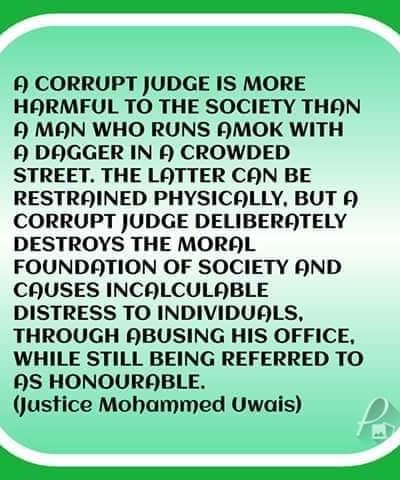 A CORRUPT JUDGE IS MORE
HARMFUL TO THE SOCIETY THAN
A MAN WHO RUNS AMOK WITH
A DAGGER IN A CROWDED
STREET. THE LATTER CAN BE
RESTRAINED PHYSICALLY, BUT A
CORRUPT JUDGE DELIBERATELY
DESTROYS THE MORAL
FOUNDATION OF SOCIETY AND
CAUSES INCALCULABLE
DISTRESS TO INDIVIDUALS,
THROUGH ABUSING HIS OFFICE,
WHILE STILL BEING REFERRED TO
AS HONOURABLE.
(Justice Mohammed Uwais)